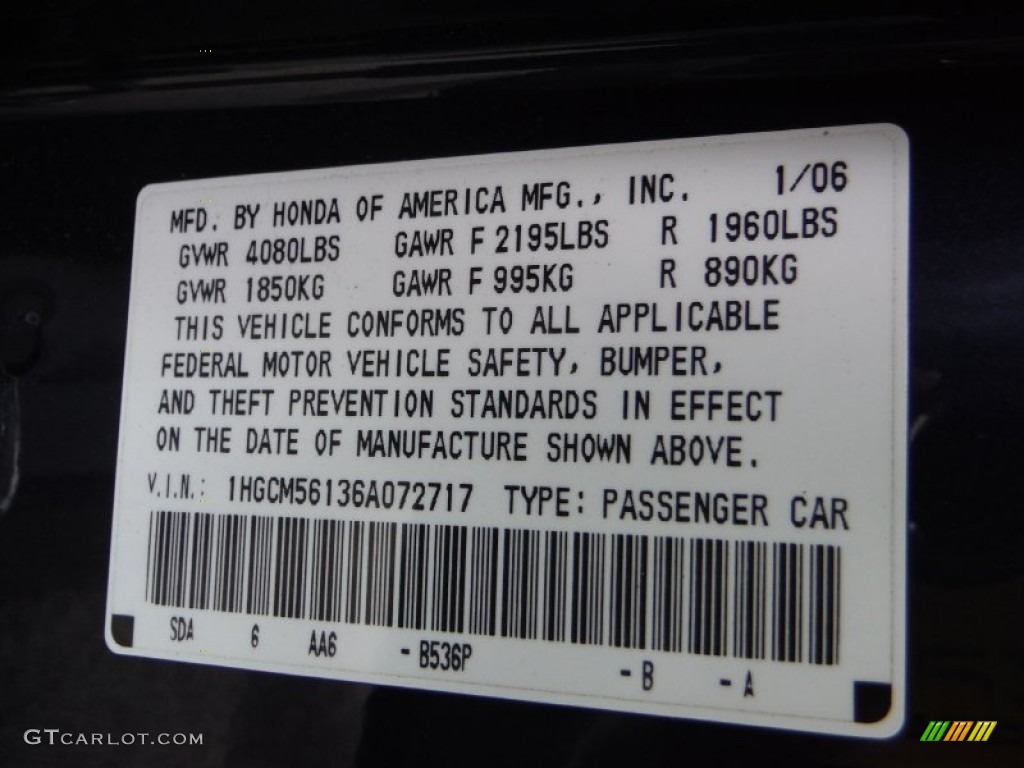 MFD. BY HONDA OF AMERICA MFG., INC. 1/06
GVWR 4080LBS GAWR F 2195LBS R 1960LBS
GVWR 1850KG GAWR F 995KG R 890KG
THIS VEHICLE CONFORMS TO ALL APPLICABLE
FEDERAL MOTOR VEHICLE SAFETY, BUMPER,
AND THEFT PREVENTION STANDARDS IN EFFECT
ON THE DATE OF MANUFACTURE SHOWN ABOVE.
V.I.N.: 1HGCM56136A072717 TYPE: PASSENGER CAR
SDA 6 AA6 - B536P - B - A
GTCARLOT.COM